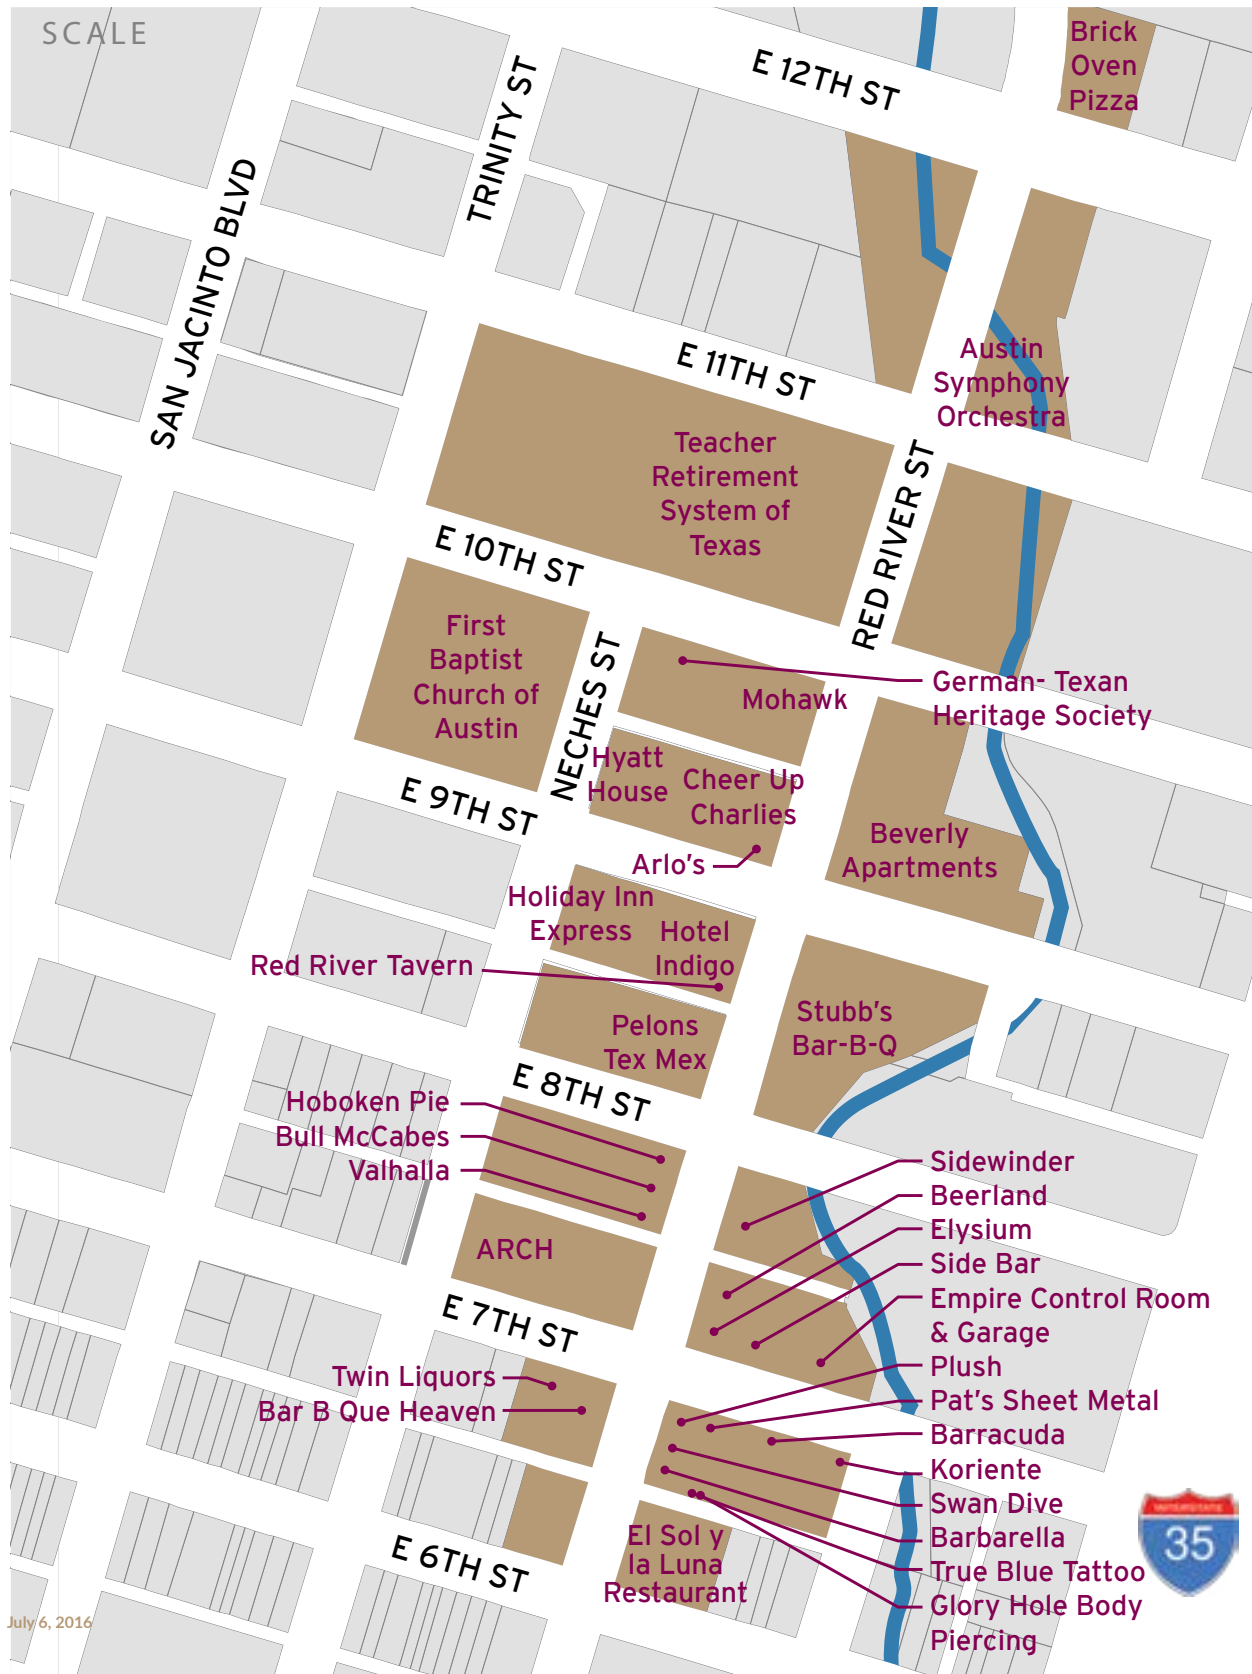 SCALE
Brick
Oven
Pizza
E 12TH ST
TRINITY ST
SAN JACINTO BLVD
E 11TH ST
Austin
Symphony
Orchestra
Teacher
Retirement
System of
Texas
RED RIVER ST
E 10TH ST
First
Baptist
Church of
Austin
NECHES ST
German- Texan
Heritage Society
Mohawk
Hyatt
House
Cheer Up
Charlies
E 9TH ST
Beverly
Apartments
Arlo's
Holiday Inn
Express
Hotel
Indigo
Red River Tavern
Stubb's
Bar-B-Q
Pelons
Tex Mex
E 8TH ST
Hoboken Pie
Bull McCabes
Valhalla
Sidewinder
Beerland
Elysium
Side Bar
Empire Control Room
& Garage
ARCH
E 7TH ST
Plush
Twin Liquors
Bar B Que Heaven
Pat's Sheet Metal
Barracuda
Koriente
Swan Dive
Barbarella
True Blue Tattoo
Glory Hole Body
Piercing
E 6TH ST
El Sol y
la Luna
Restaurant
INTERSTATE
35
July 6, 2016